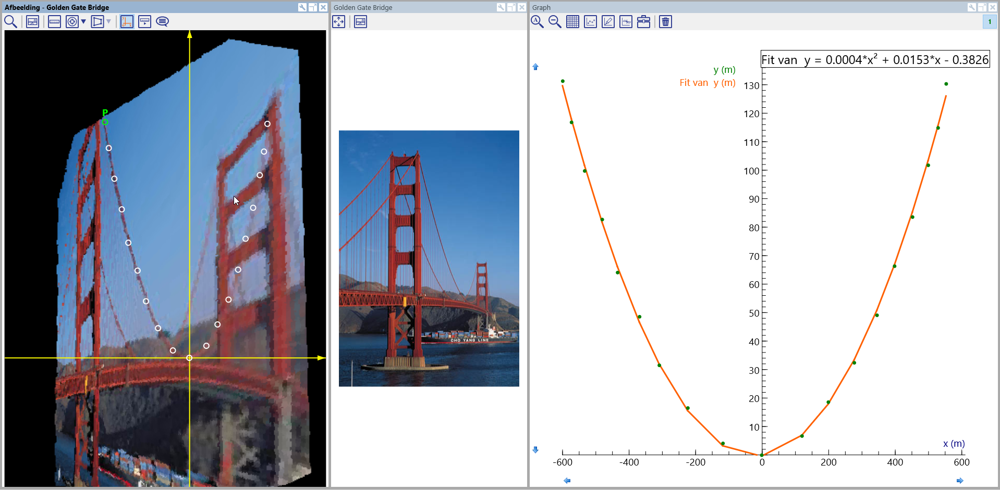 Afbeelding - Golden Gate Bridge
Golden Gate Bridge
Graph
1
P
CHO YANG LINE
Fit van y = 0.0004*x² + 0.0153*x - 0.3826
y (m)
Fit van y (m)
130
120
110
100
90
80
70
60
50
40
30
20
10
x (m)
-600 -400 -200 0 200 400 600